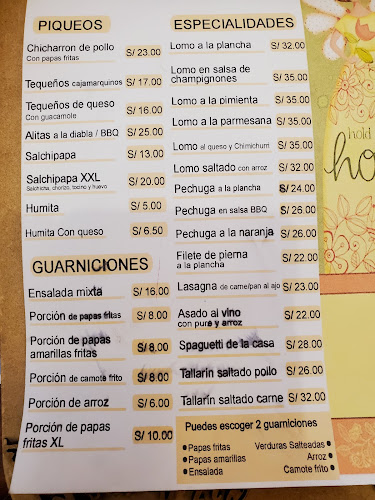 PIQUEOS
Chicharron de pollo S/ 23.00
Con papas fritas
Tequeños cajamarquinos S/ 17.00
Tequeños de queso S/ 16.00
Con guacamole
Alitas a la diabla / BBQ S/ 25.00
Salchipapa S/ 13.00
Salchipapa XXL S/ 20.00
Salchicha, chorizo, tocino y huevo
Humita S/ 5.00
Humita Con queso S/ 6.50
GUARNICIONES
Ensalada mixta S/ 16.00
Porción de papas fritas S/ 8.00
Porción de papas
amarillas fritas S/ 8.00
Porción de camote frito S/ 8.00
Porción de arroz S/ 6.00
Porción de papas
fritas XL S/ 10.00
ESPECIALIDADES
Lomo a la plancha S/ 32.00
Lomo en salsa de
champignones S/ 35.00
Lomo a la pimienta S/ 35.00
Lomo a la parmesana S/ 35.00
Lomo al queso y Chimichurri S/ 35.00
Lomo saltado con arroz S/ 32.00
Pechuga a la plancha S/ 24.00
Pechuga en salsa BBQ S/ 26.00
Pechuga a la naranja S/ 26.00
Filete de pierna S/ 22.00
a la plancha
Lasagna de carne/pan al ajo S/ 23.00
Asado al vino S/ 22.00
con puré y arroz
Spaguetti de la casa S/ 28.00
Tallarín saltado pollo S/ 26.00
Tallarín saltado carne S/ 32.00
Puedes escoger 2 guarniciones
• Papas fritas Verduras Salteadas •
• Papas amarillas Arroz •
• Ensalada Camote frito •
hold
ho